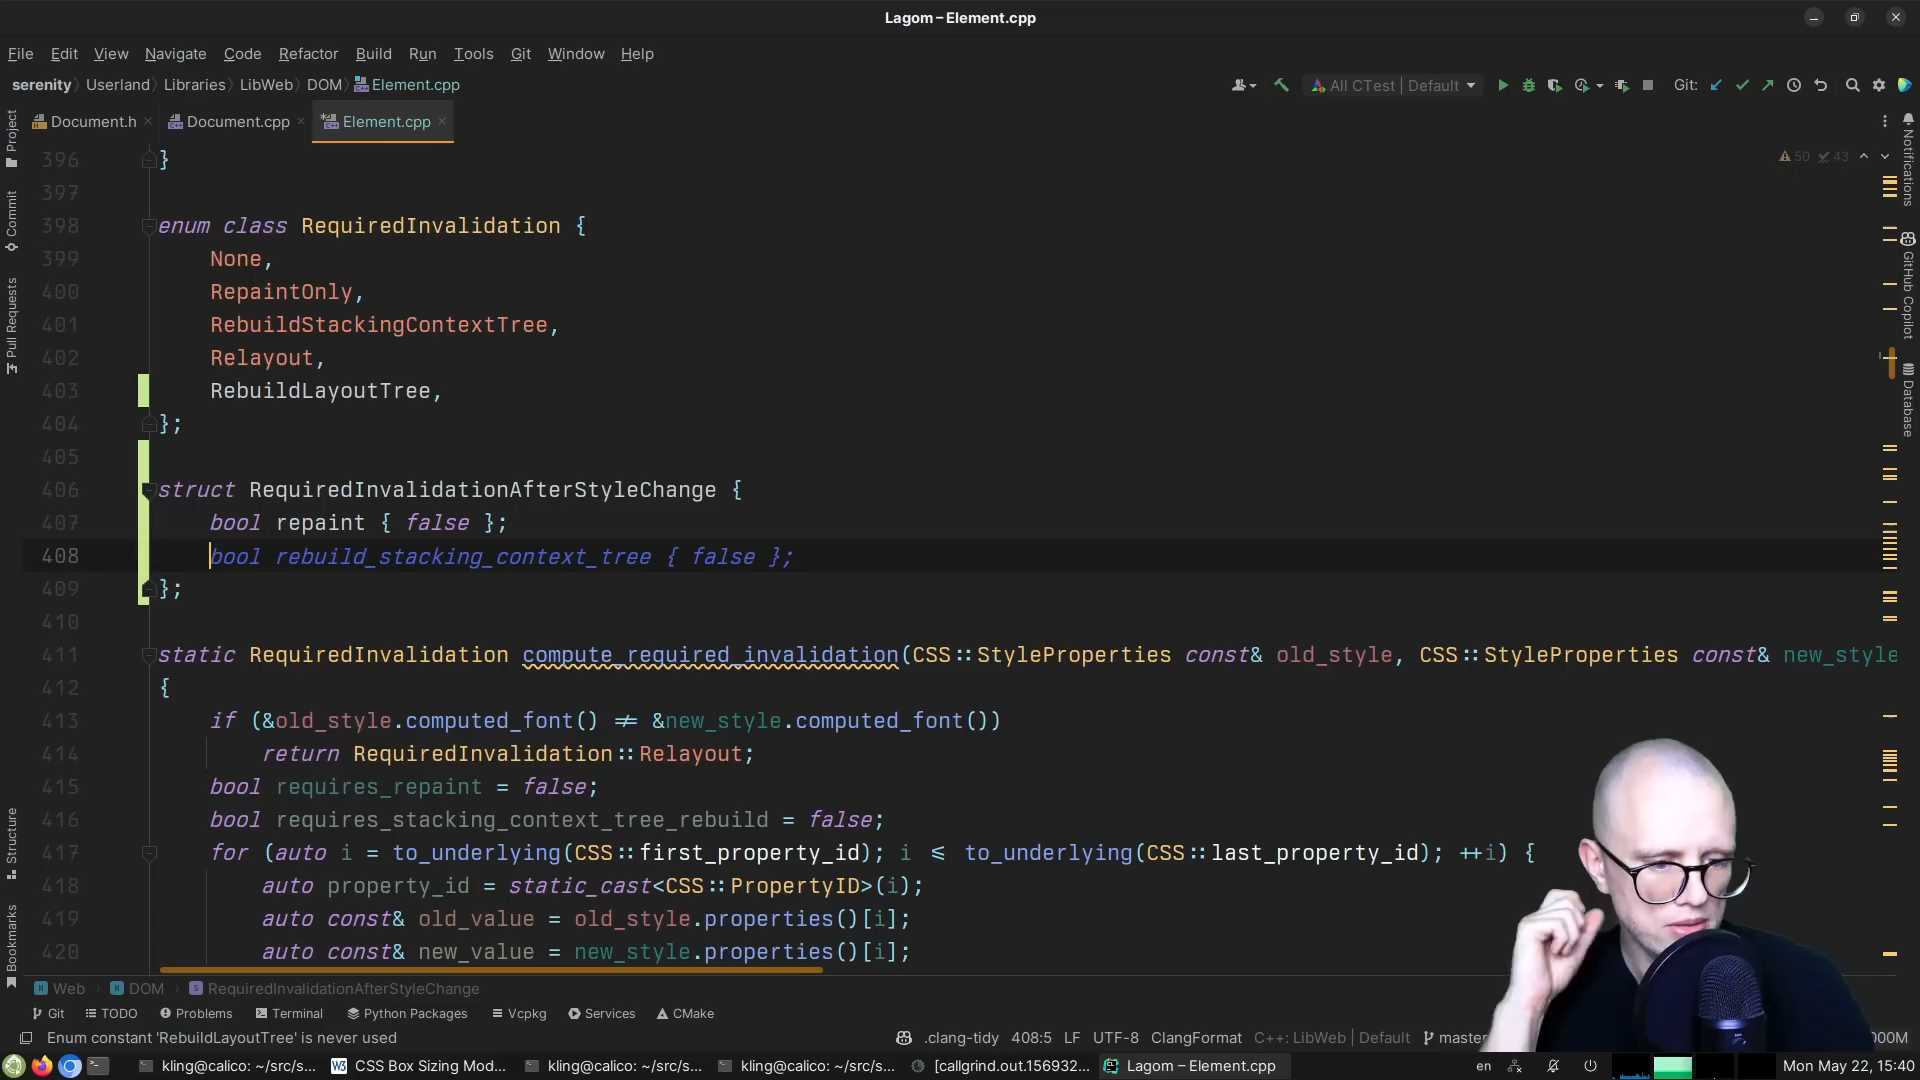 Lagom – Element.cpp
File Edit View Navigate Code Refactor Build Run Tools Git Window Help
serenity Userland Libraries LibWeb DOM Element.cpp All CTest | Default Git:
Document.h Document.cpp Element.cpp
396 }
50 43
397
398 enum class RequiredInvalidation {
399 None,
400 RepaintOnly,
401 RebuildStackingContextTree,
402 Relayout,
403 RebuildLayoutTree,
404 };
405
406 struct RequiredInvalidationAfterStyleChange {
407 bool repaint { false };
408 bool rebuild_stacking_context_tree { false };
409 };
410
411 static RequiredInvalidation compute_required_invalidation(CSS::StyleProperties const& old_style, CSS::StyleProperties const& new_style
412 {
413 if (&old_style.computed_font() ≠ &new_style.computed_font())
414 return RequiredInvalidation::Relayout;
415 bool requires_repaint = false;
416 bool requires_stacking_context_tree_rebuild = false;
417 for (auto i = to_underlying(CSS::first_property_id); i ⩽ to_underlying(CSS::last_property_id); ++i) {
418 auto property_id = static_cast<CSS::PropertyID>(i);
419 auto const& old_value = old_style.properties()[i];
420 auto const& new_value = new_style.properties()[i];
Project
Commit
Pull Requests
Structure
Bookmarks
Notifications
GitHub Copilot
Database
Web DOM RequiredInvalidationAfterStyleChange
Git TODO Problems Terminal Python Packages Vcpkg Services CMake
Enum constant 'RebuildLayoutTree' is never used .clang-tidy 408:5 LF UTF-8 ClangFormat C++: LibWeb | Default master
kling@calico: ~/src/s... CSS Box Sizing Mod... kling@calico: ~/src/s... kling@calico: ~/src/s... [callgrind.out.156932... Lagom – Element.cpp en Mon May 22, 15:40